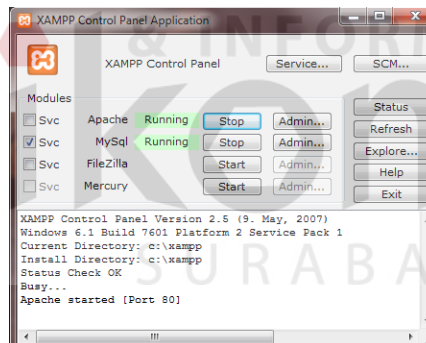 XAMPP Control Panel Application
& INFOR
XAMPP Control Panel
Service...
SCM...
Modules
Svc Apache Running Stop Admin...
Svc MySql Running Stop Admin...
Svc FileZilla Start Admin...
Svc Mercury Start Admin...
Status
Refresh
Explore...
Help
Exit
XAMPP Control Panel Version 2.5 (9. May, 2007)
Windows 6.1 Build 7601 Platform 2 Service Pack 1
Current Directory: c:\xampp
Install Directory: c:\xampp
Status Check OK
Busy...
Apache started [Port 80]
SURABA